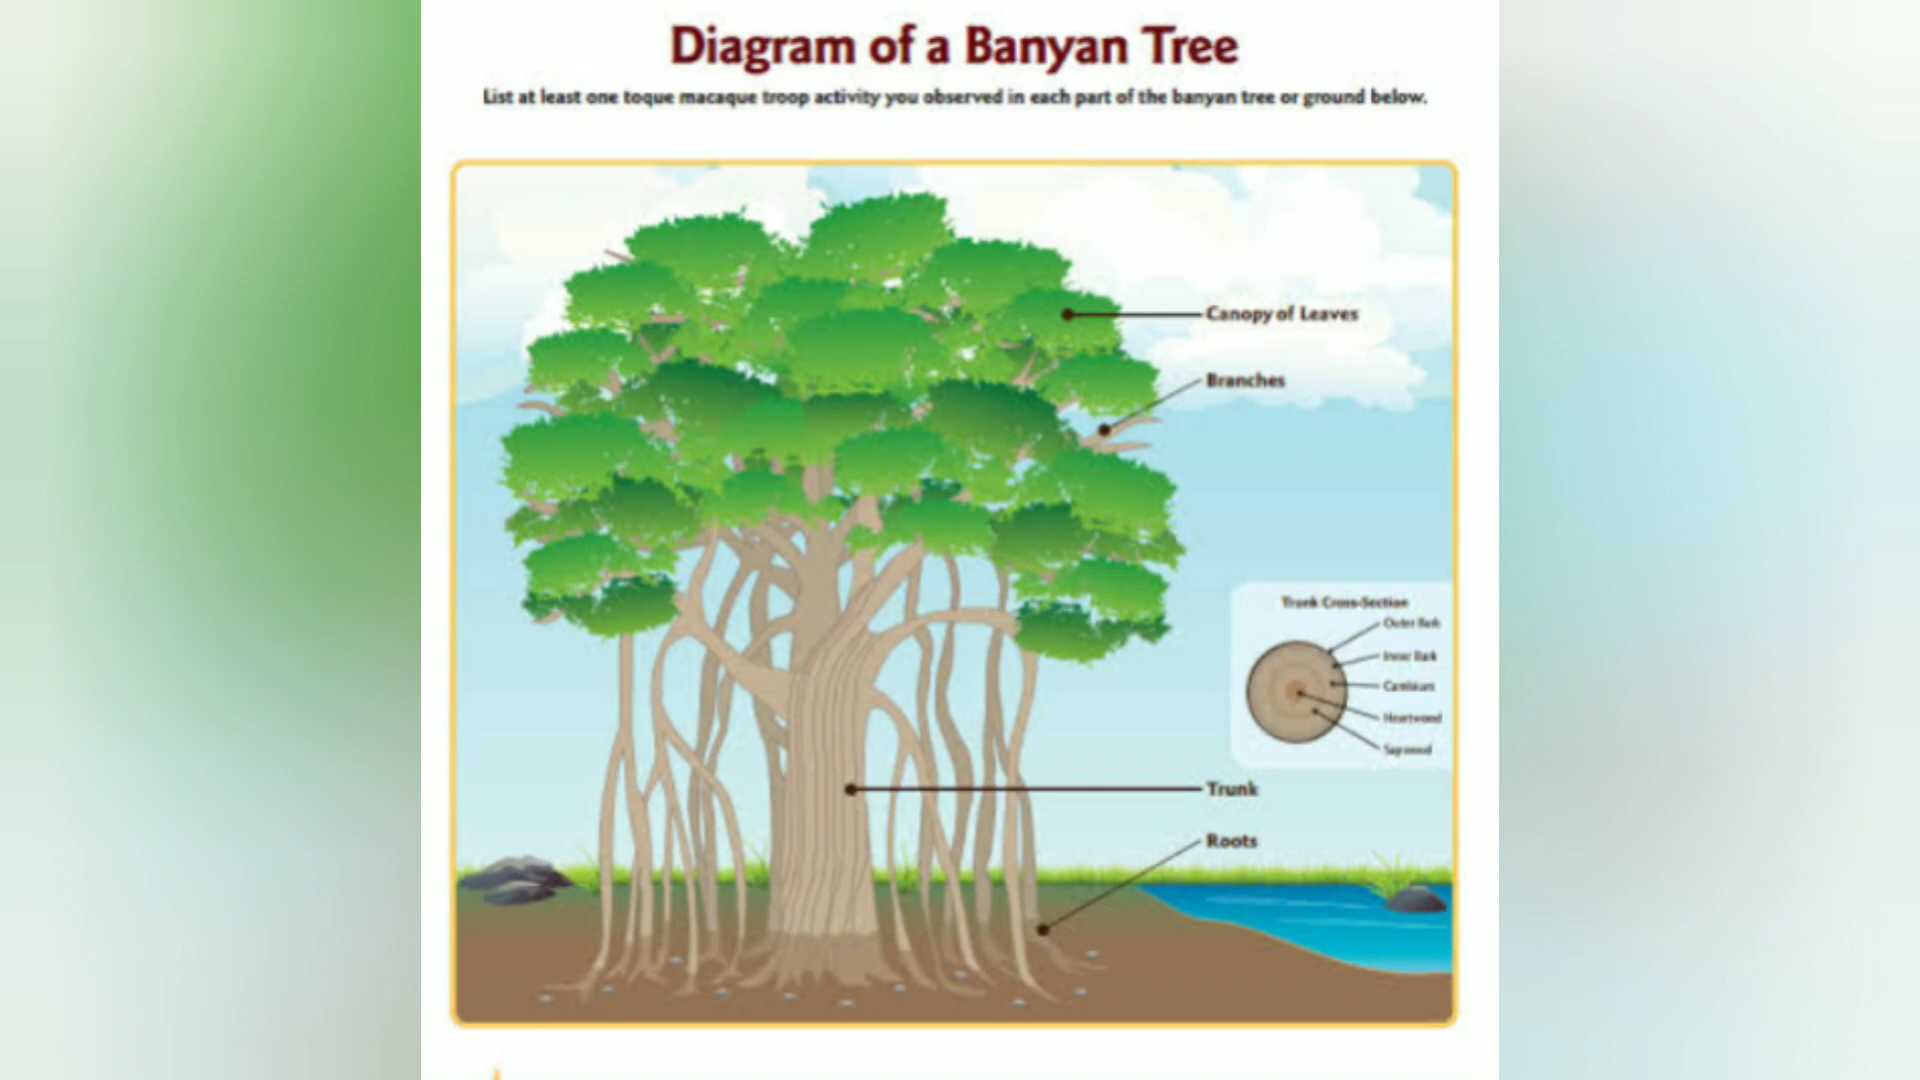 Diagram of a Banyan Tree
List at least one toque macaque troop activity you observed in each part of the banyan tree or ground below.
Canopy of Leaves
Branches
Trunk Cross-Section
Outer Bark
Inner Bark
Cambium
Heartwood
Sapwood
Trunk
Roots